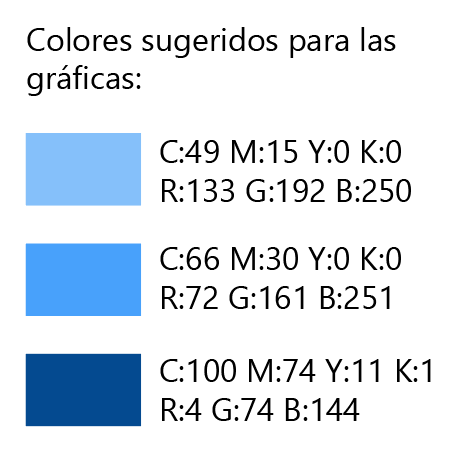 Colores sugeridos para las
gráficas:
C:49 M:15 Y:0 K:0
R:133 G:192 B:250
C:66 M:30 Y:0 K:0
R:72 G:161 B:251
C:100 M:74 Y:11 K:1
R:4 G:74 B:144